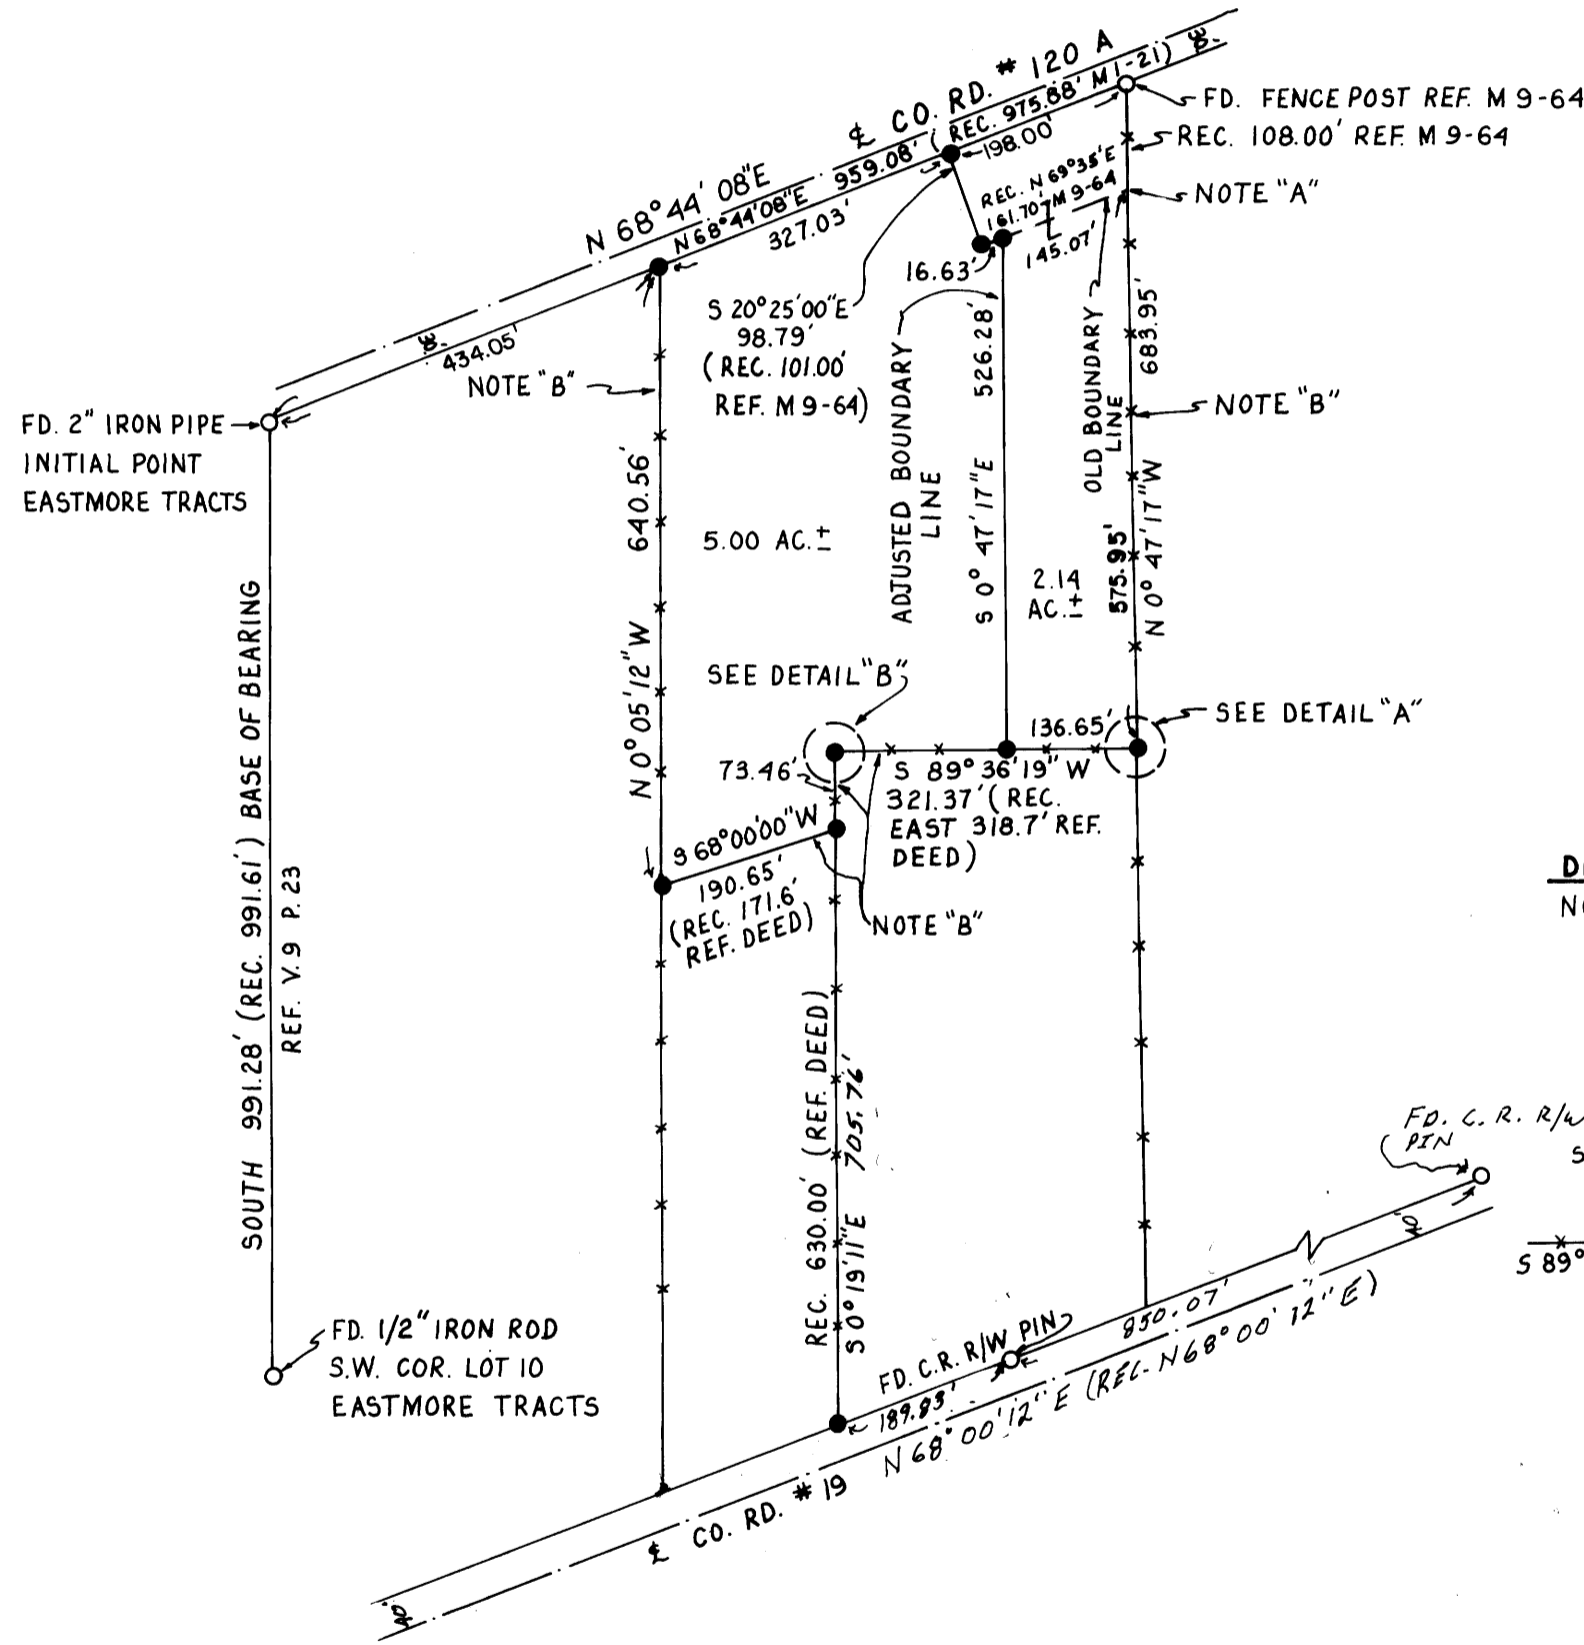 ℄ CO. RD. # 120 A
N 68° 44' 08"E
N 68°44'08"E 959.08' (REC. 975.88' M 1-21)
30'
198.00'
327.03'
30'
434.05'
FD. FENCE POST REF. M 9-64
REC. 108.00' REF. M 9-64
NOTE "A"
REC. N 69°35'E
161.70' M 9-64
145.07'
16.63'
S 20°25'00"E
98.79'
(REC. 101.00'
REF. M 9-64)
NOTE "B"
FD. 2" IRON PIPE
INITIAL POINT
EASTMORE TRACTS
ADJUSTED BOUNDARY
LINE
S 0° 47'17"E 526.28'
OLD BOUNDARY
LINE
683.95'
NOTE "B"
575.95'
N 0° 47'17"W
640.56'
N 0° 05'12"W
5.00 AC.±
2.14
AC.±
SOUTH 991.28' (REC. 991.61') BASE OF BEARING
REF. V. 9 P. 23
SEE DETAIL "B"
SEE DETAIL "A"
136.65'
73.46'
S 89° 36'19" W
321.37' (REC.
EAST 318.7' REF.
DEED)
S 68°00'00"W
190.65'
(REC. 171.6'
REF. DEED)
NOTE "B"
REC. 630.00' (REF. DEED)
S 0° 19'11"E 705.76'
FD. C. R. R/W
PIN
S
S 89°
40'
FD. 1/2" IRON ROD
S.W. COR. LOT 10
EASTMORE TRACTS
FD. C.R. R/W PIN
850.07'
189.83'
N 68° 00' 12" E (REC. N68° 00' 12" E)
℄ CO. RD. # 19
40'